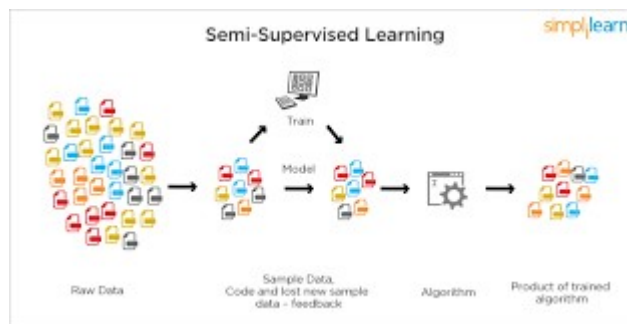 Semi-Supervised Learning
simplilearn
Train
Model
Raw Data
Sample Data,
Code and lost new sample
data - feedback
Algorithm
Product of trained
algorithm